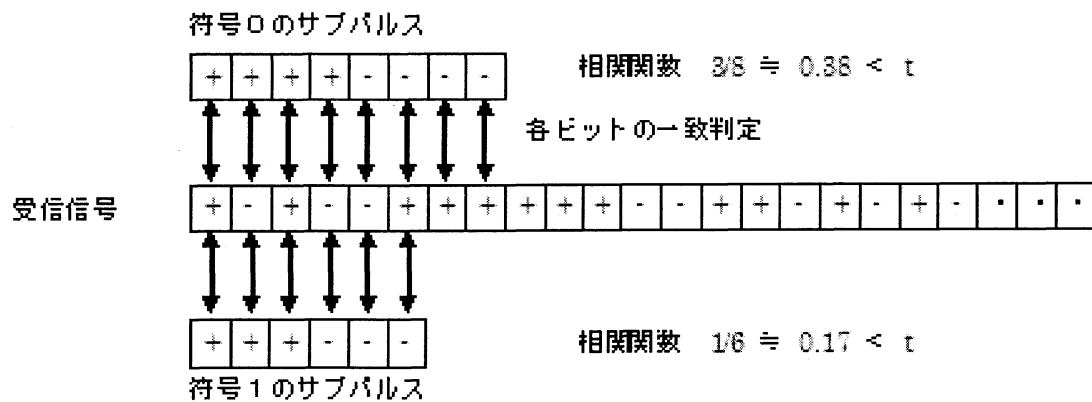 符号0のサブパルス
+ + + + - - - -
相関関数 3/8 ≒ 0.38 < t
各ビットの一致判定
受信信号
+ - + - - + + + + + + - - + + - + - + - ・ ・ ・
+ + + - - -
相関関数 1/6 ≒ 0.17 < t
符号1のサブパルス